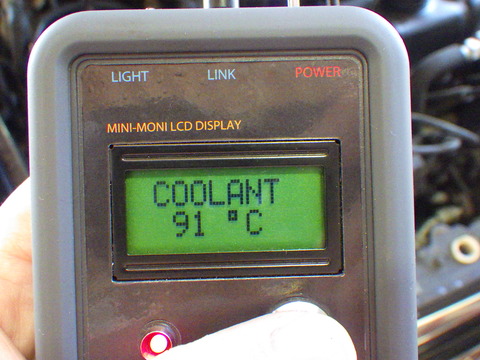 LIGHT LINK POWER
MINI-MONI LCD DISPLAY
COOLANT
91 °C